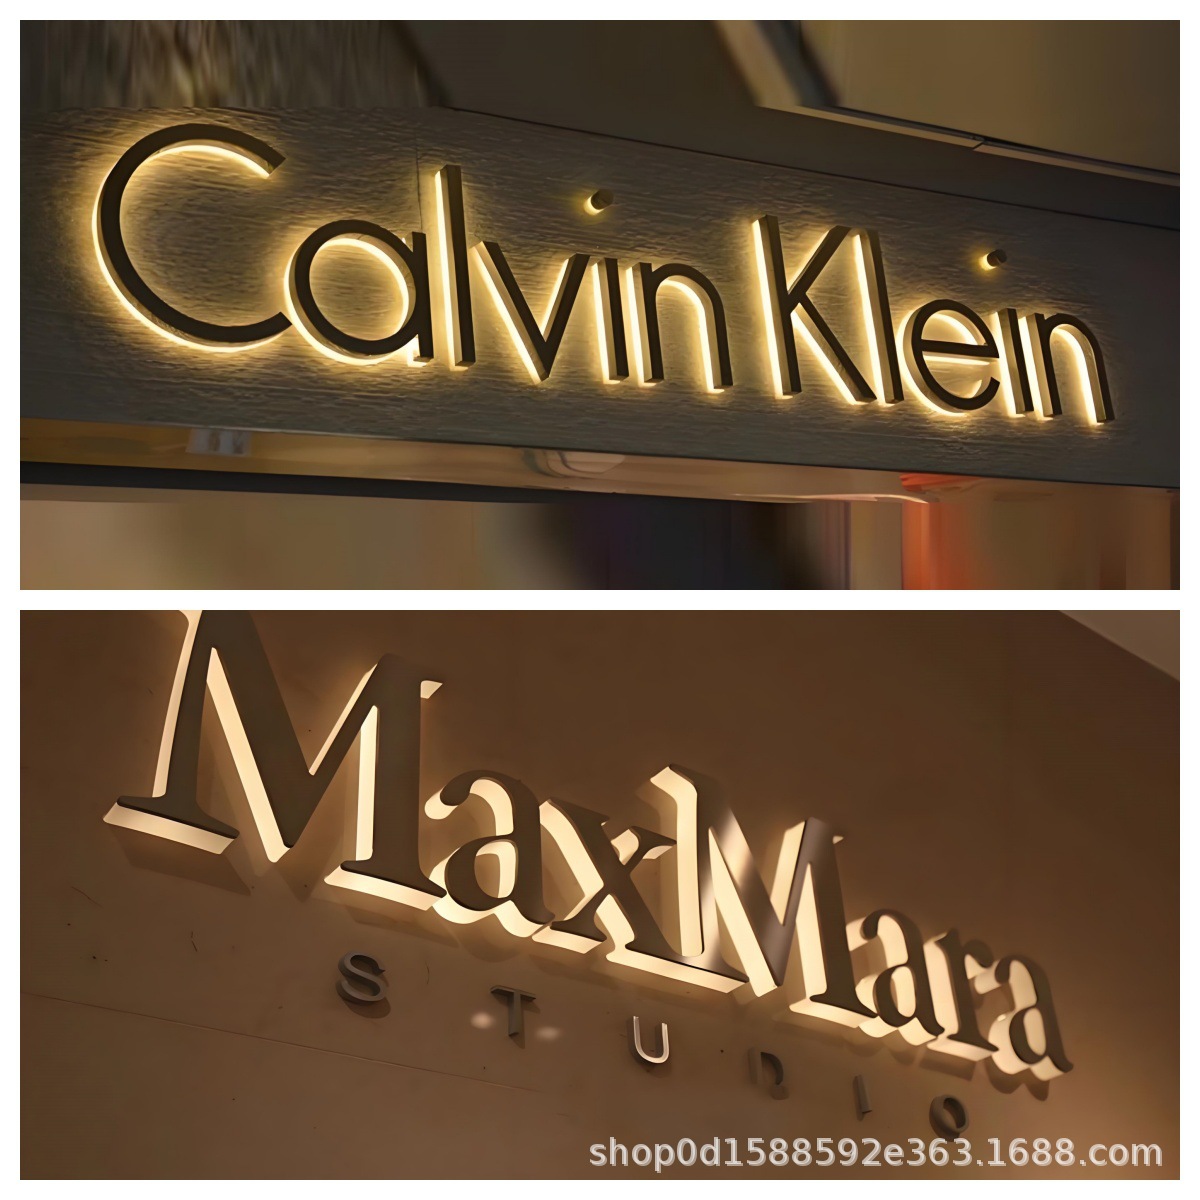 Calvin Klein
MaxMara
STUDIO
shop0d1588592e363.1688.com